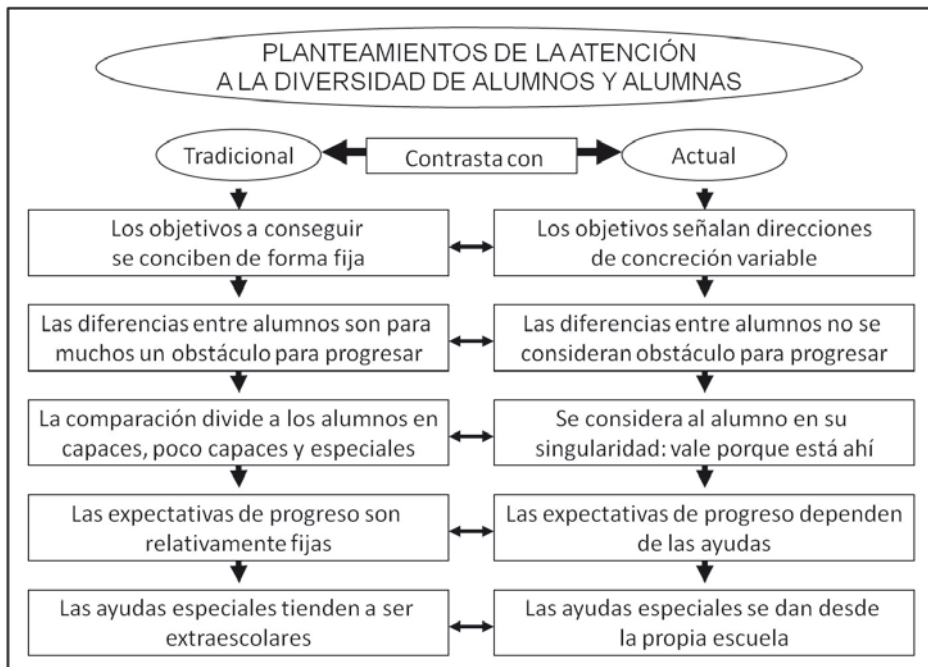 PLANTEAMIENTOS DE LA ATENCIÓN
A LA DIVERSIDAD DE ALUMNOS Y ALUMNAS
Tradicional
Contrasta con
Actual
Los objetivos a conseguir
se conciben de forma fija
Los objetivos señalan direcciones
de concreción variable
Las diferencias entre alumnos son para
muchos un obstáculo para progresar
Las diferencias entre alumnos no se
consideran obstáculo para progresar
La comparación divide a los alumnos en
capaces, poco capaces y especiales
Se considera al alumno en su
singularidad: vale porque está ahí
Las expectativas de progreso son
relativamente fijas
Las expectativas de progreso dependen
de las ayudas
Las ayudas especiales tienden a ser
extraescolares
Las ayudas especiales se dan desde
la propia escuela